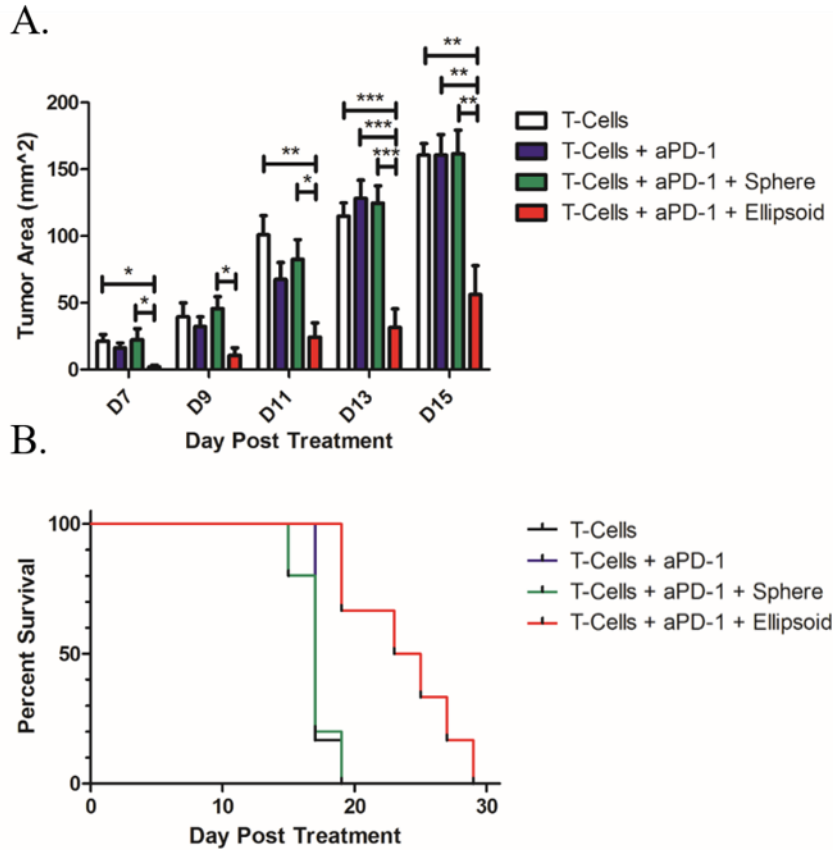 A.
** 
** 
**
***
***
***
**
*
*
*
*
200
150
100
50
0
Tumor Area (mm^2)
D7
D9
D11
D13
D15
Day Post Treatment
T-Cells
T-Cells + aPD-1
T-Cells + aPD-1 + Sphere
T-Cells + aPD-1 + Ellipsoid
B.
100
50
0
Percent Survival
0
10
20
30
Day Post Treatment
T-Cells
T-Cells + aPD-1
T-Cells + aPD-1 + Sphere
T-Cells + aPD-1 + Ellipsoid